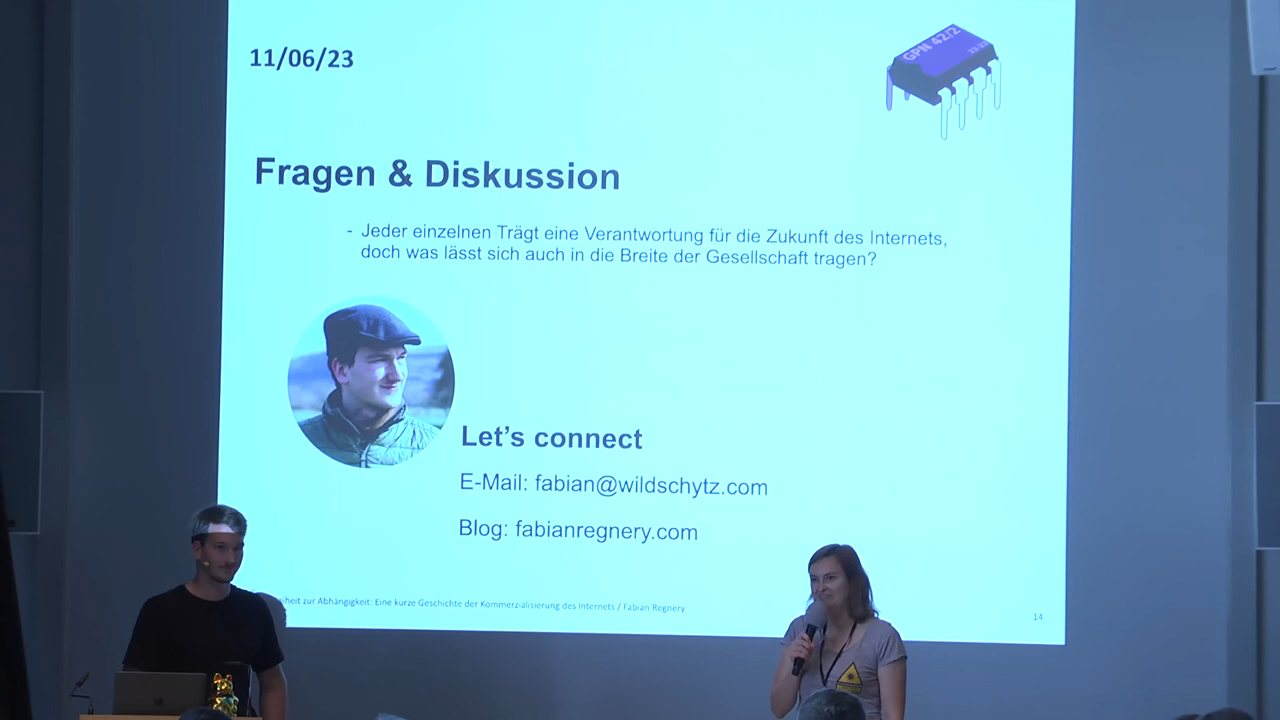 11/06/23
GPN 42/2
Fragen & Diskussion
- Jeder einzelnen Trägt eine Verantwortung für die Zukunft des Internets,
doch was lässt sich auch in die Breite der Gesellschaft tragen?
Let's connect
E-Mail: fabian@wildschytz.com
Blog: fabianregnery.com
zur Abhängigkeit: Eine kurze Geschichte der Kommerzialisierung des Internets / Fabian Regnery
14